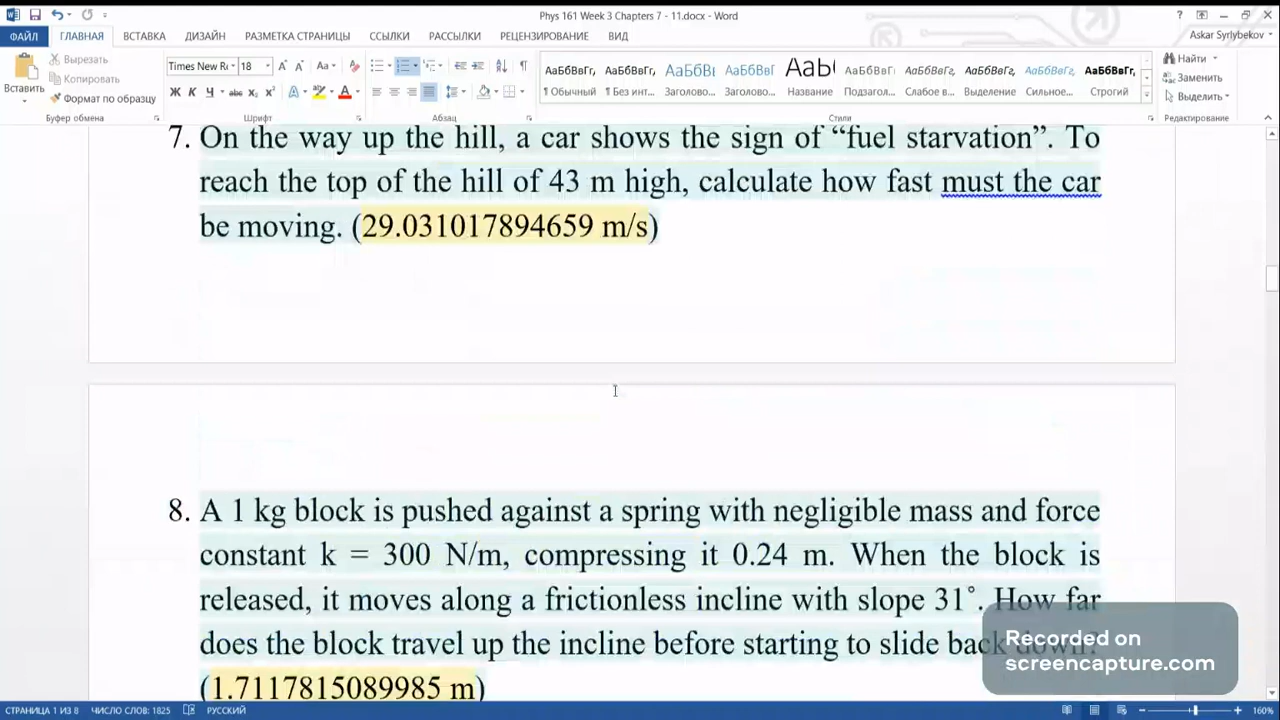 Phys 161 Week 3 Chapters 7 - 11.docx - Word
ФАЙЛ ГЛАВНАЯ ВСТАВКА ДИЗАЙН РАЗМЕТКА СТРАНИЦЫ ССЫЛКИ РАССЫЛКИ РЕЦЕНЗИРОВАНИЕ ВИД Askar Syrlybekov
Вставить
Вырезать
Копировать
Формат по образцу
Буфер обмена
Times New R 18
Ж К Ч
Шрифт
Абзац
АаБбВвГг, АаБбВвГг, АаБбВı АаБбВвГ АаЬı АаБбВвГ АаБбВвГг, АаБбВвГг, АаБбВвГг, АаБбВвГг,
¶ Обычный ¶ Без инт... Заголово... Заголово... Название Подзагол... Слабое в... Выделение Сильное... Строгий
Стили
Найти
Заменить
Выделить
Редактирование
7. On the way up the hill, a car shows the sign of “fuel starvation”. To
reach the top of the hill of 43 m high, calculate how fast must the car
be moving. (29.031017894659 m/s)
8. A 1 kg block is pushed against a spring with negligible mass and force
constant k = 300 N/m, compressing it 0.24 m. When the block is
released, it moves along a frictionless incline with slope 31°. How far
does the block travel up the incline before starting to slide back down?
(1.7117815089985 m)
Recorded on
screencapture.com
СТРАНИЦА 1 ИЗ 8 ЧИСЛО СЛОВ: 1825 РУССКИЙ 160%